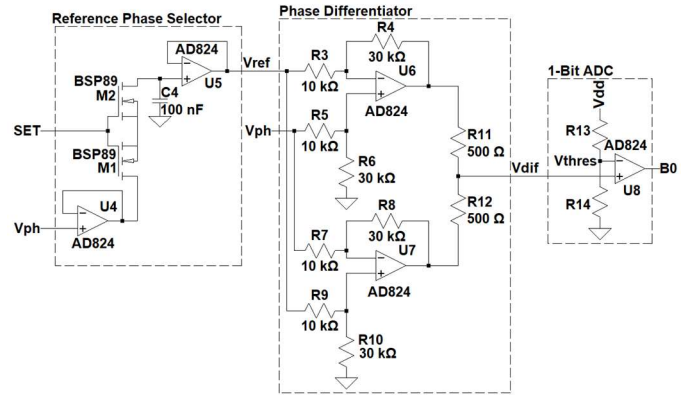 Reference Phase Selector
AD824
U5
BSP89
M2
C4
100 nF
SET
BSP89
M1
U4
Vph
AD824
Vref
Phase Differentiator
R3
10 kΩ
R4
30 kΩ
U6
AD824
Vph
R5
10 kΩ
R6
30 kΩ
R11
500 Ω
Vdif
R12
500 Ω
R7
10 kΩ
R8
30 kΩ
U7
AD824
R9
10 kΩ
R10
30 kΩ
1-Bit ADC
Vdd
R13
AD824
Vthres
B0
U8
R14